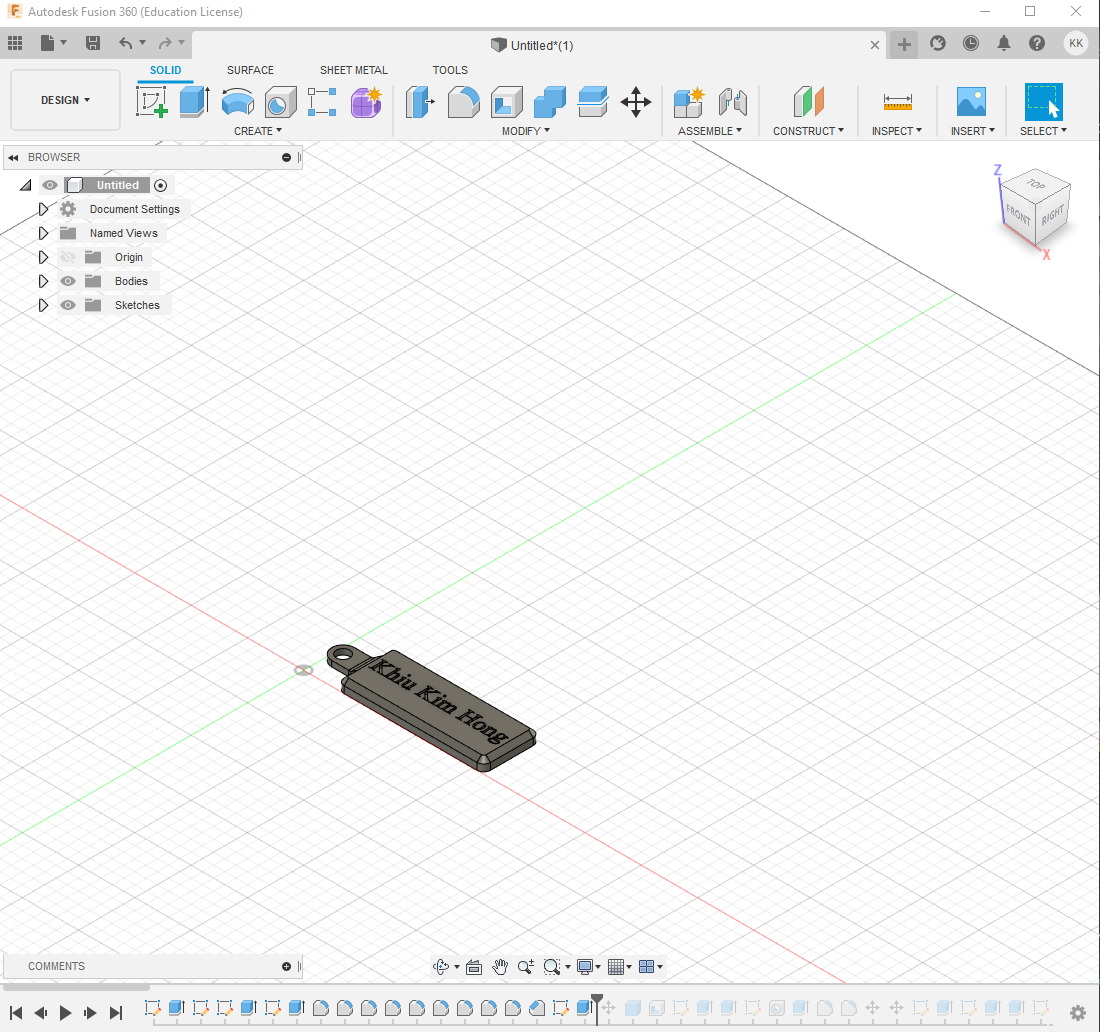 Autodesk Fusion 360 (Education License)
Untitled*(1)
KK
DESIGN
SOLID SURFACE SHEET METAL TOOLS
CREATE MODIFY ASSEMBLE CONSTRUCT INSPECT INSERT SELECT
BROWSER
Untitled
Document Settings
Named Views
Origin
Bodies
Sketches
Z
TOP
FRONT
RIGHT
X
Khiu Kim Hong
COMMENTS